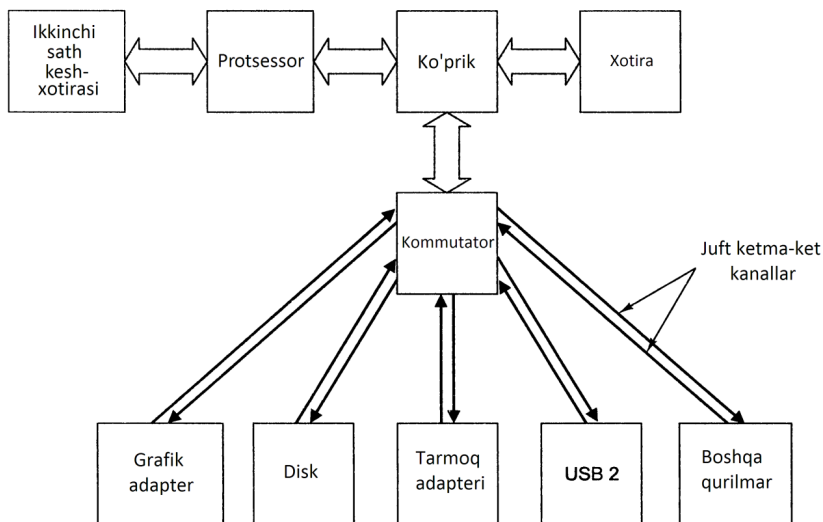 Ikkinchi
sath
kesh-
xotirasi
Protsessor
Ko'prik
Xotira
Kommutator
Juft ketma-ket
kanallar
Grafik
adapter
Disk
Tarmoq
adapteri
USB 2
Boshqa
qurilmar